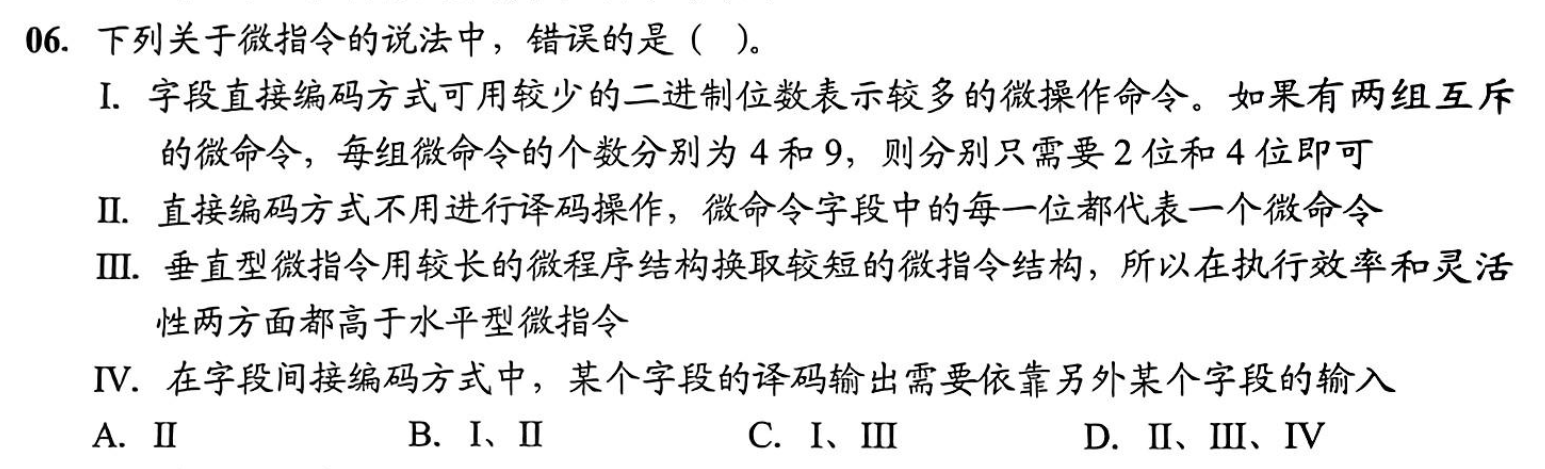 06. 下列关于微指令的说法中，错误的是（ ）。
I. 字段直接编码方式可用较少的二进制位数表示较多的微操作命令。如果有两组互斥
的微命令，每组微命令的个数分别为 4 和 9，则分别只需要 2 位和 4 位即可
II. 直接编码方式不用进行译码操作，微命令字段中的每一位都代表一个微命令
III. 垂直型微指令用较长的微程序结构换取较短的微指令结构，所以在执行效率和灵活
性两方面都高于水平型微指令
IV. 在字段间接编码方式中，某个字段的译码输出需要依靠另外某个字段的输入
A. II B. I、II C. I、III D. II、III、IV